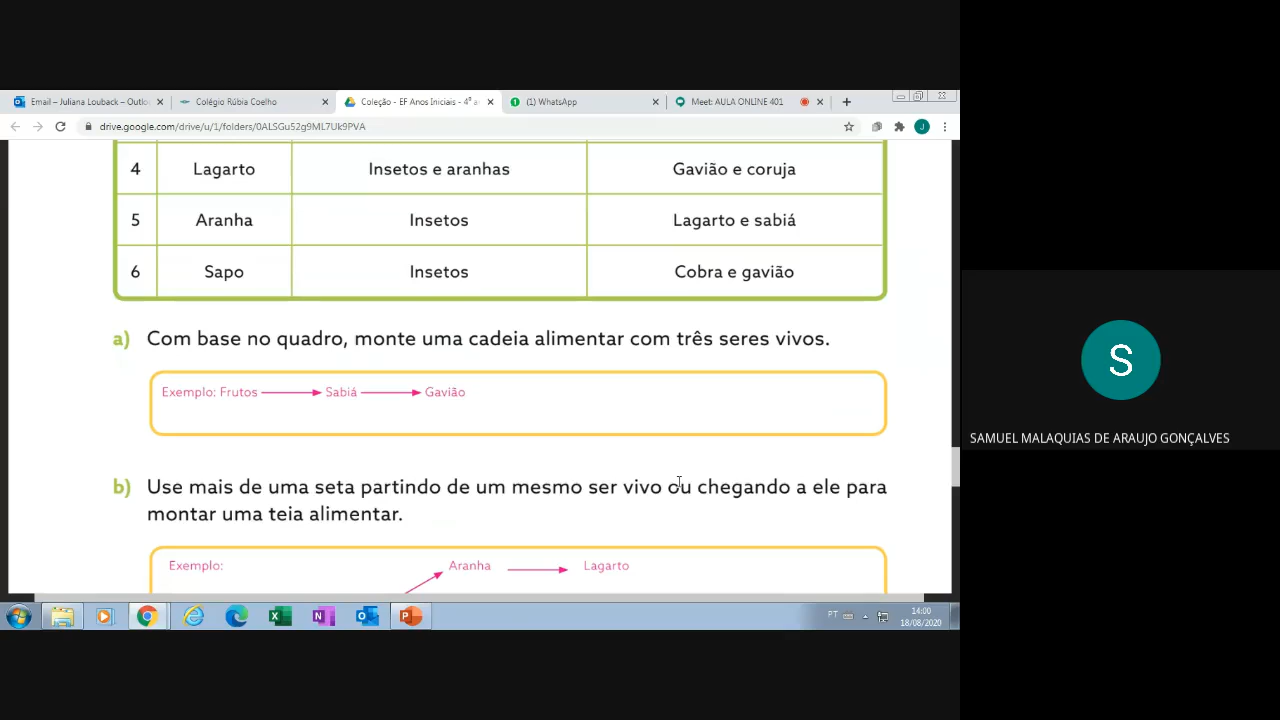 Email – Juliana Louback – Outlo
Colégio Rúbia Coelho
Coleção - EF Anos Iniciais - 4º a
(1) WhatsApp
Meet: AULA ONLINE 401
drive.google.com/drive/u/1/folders/0ALSGu52g9ML7Uk9PVA
J
4 Lagarto Insetos e aranhas Gavião e coruja
5 Aranha Insetos Lagarto e sabiá
6 Sapo Insetos Cobra e gavião
a) Com base no quadro, monte uma cadeia alimentar com três seres vivos.
Exemplo: Frutos Sabiá Gavião
b) Use mais de uma seta partindo de um mesmo ser vivo ou chegando a ele para
montar uma teia alimentar.
Exemplo: Aranha Lagarto
S
SAMUEL MALAQUIAS DE ARAUJO GONÇALVES
PT
14:00
18/08/2020